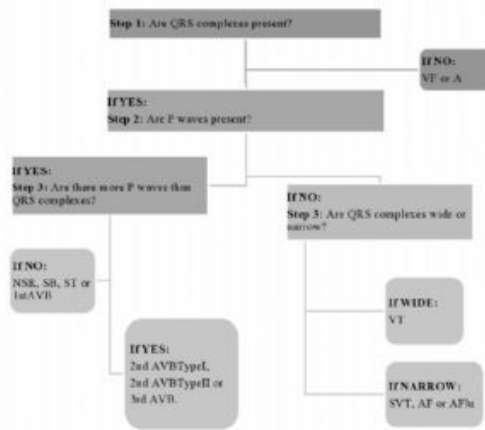 Step 1: Are QRS complexes present?
If NO:
VF or A
If YES:
Step 2: Are P waves present?
If YES:
Step 3: Are there more P waves than
QRS complexes?
If NO:
Step 3: Are QRS complexes wide or
narrow?
If NO:
NSR, SB, ST or
1stAVB
If WIDE:
VT
If YES:
2nd AVBTypeI,
2nd AVBTypeII or
3rd AVB.
If NARROW:
SVT, AF or AFlu